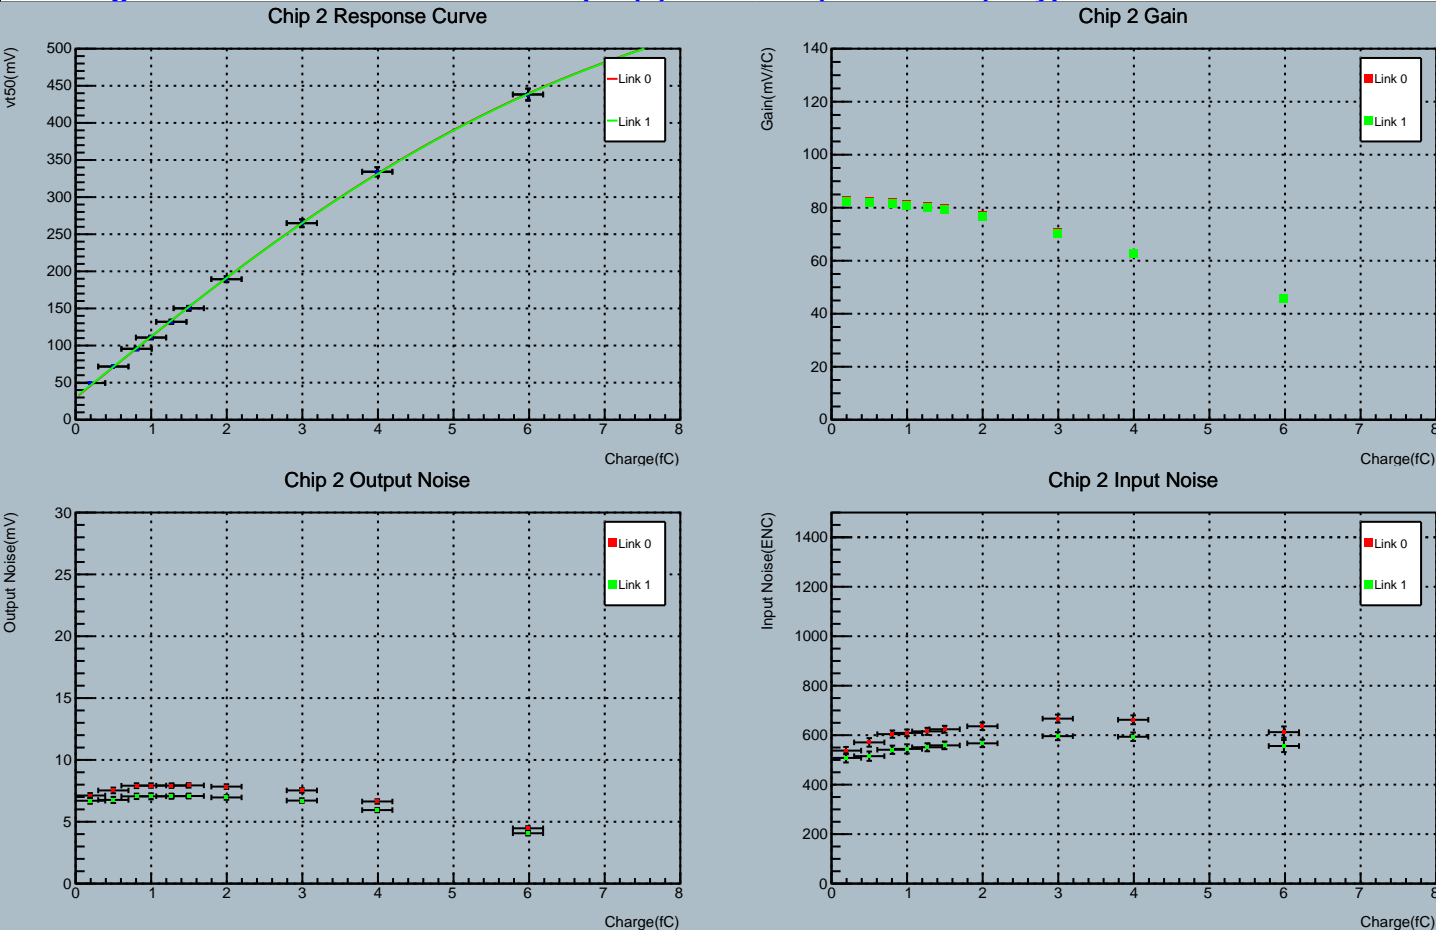 Chip 2 Response Curve
vt50(mV)
500
450
400
350
300
250
200
150
100
50
0
0 1 2 3 4 5 6 7 8
Charge(fC)
Link 0
Link 1
Chip 2 Gain
Gain(mV/fC)
140
120
100
80
60
40
20
0
0 1 2 3 4 5 6 7 8
Charge(fC)
Link 0
Link 1
Chip 2 Output Noise
Output Noise(mV)
30
25
20
15
10
5
0
0 1 2 3 4 5 6 7 8
Charge(fC)
Link 0
Link 1
Chip 2 Input Noise
Input Noise(ENC)
1400
1200
1000
800
600
400
200
0
0 1 2 3 4 5 6 7 8
Charge(fC)
Link 0
Link 1